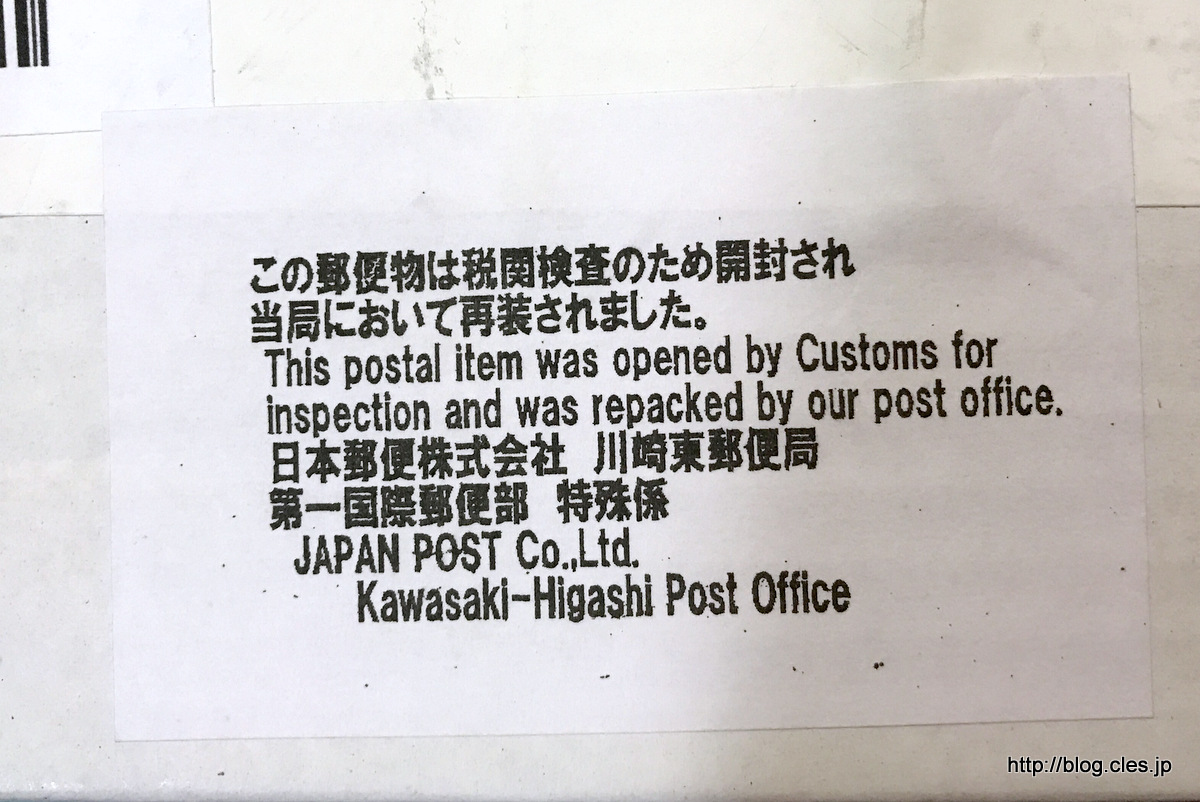 この郵便物は税関検査のため開封され
当局において再装されました。
This postal item was opened by Customs for
inspection and was repacked by our post office.
日本郵便株式会社 川崎東郵便局
第一国際郵便部 特殊係
JAPAN POST Co.,Ltd.
Kawasaki-Higashi Post Office
http://blog.cles.jp